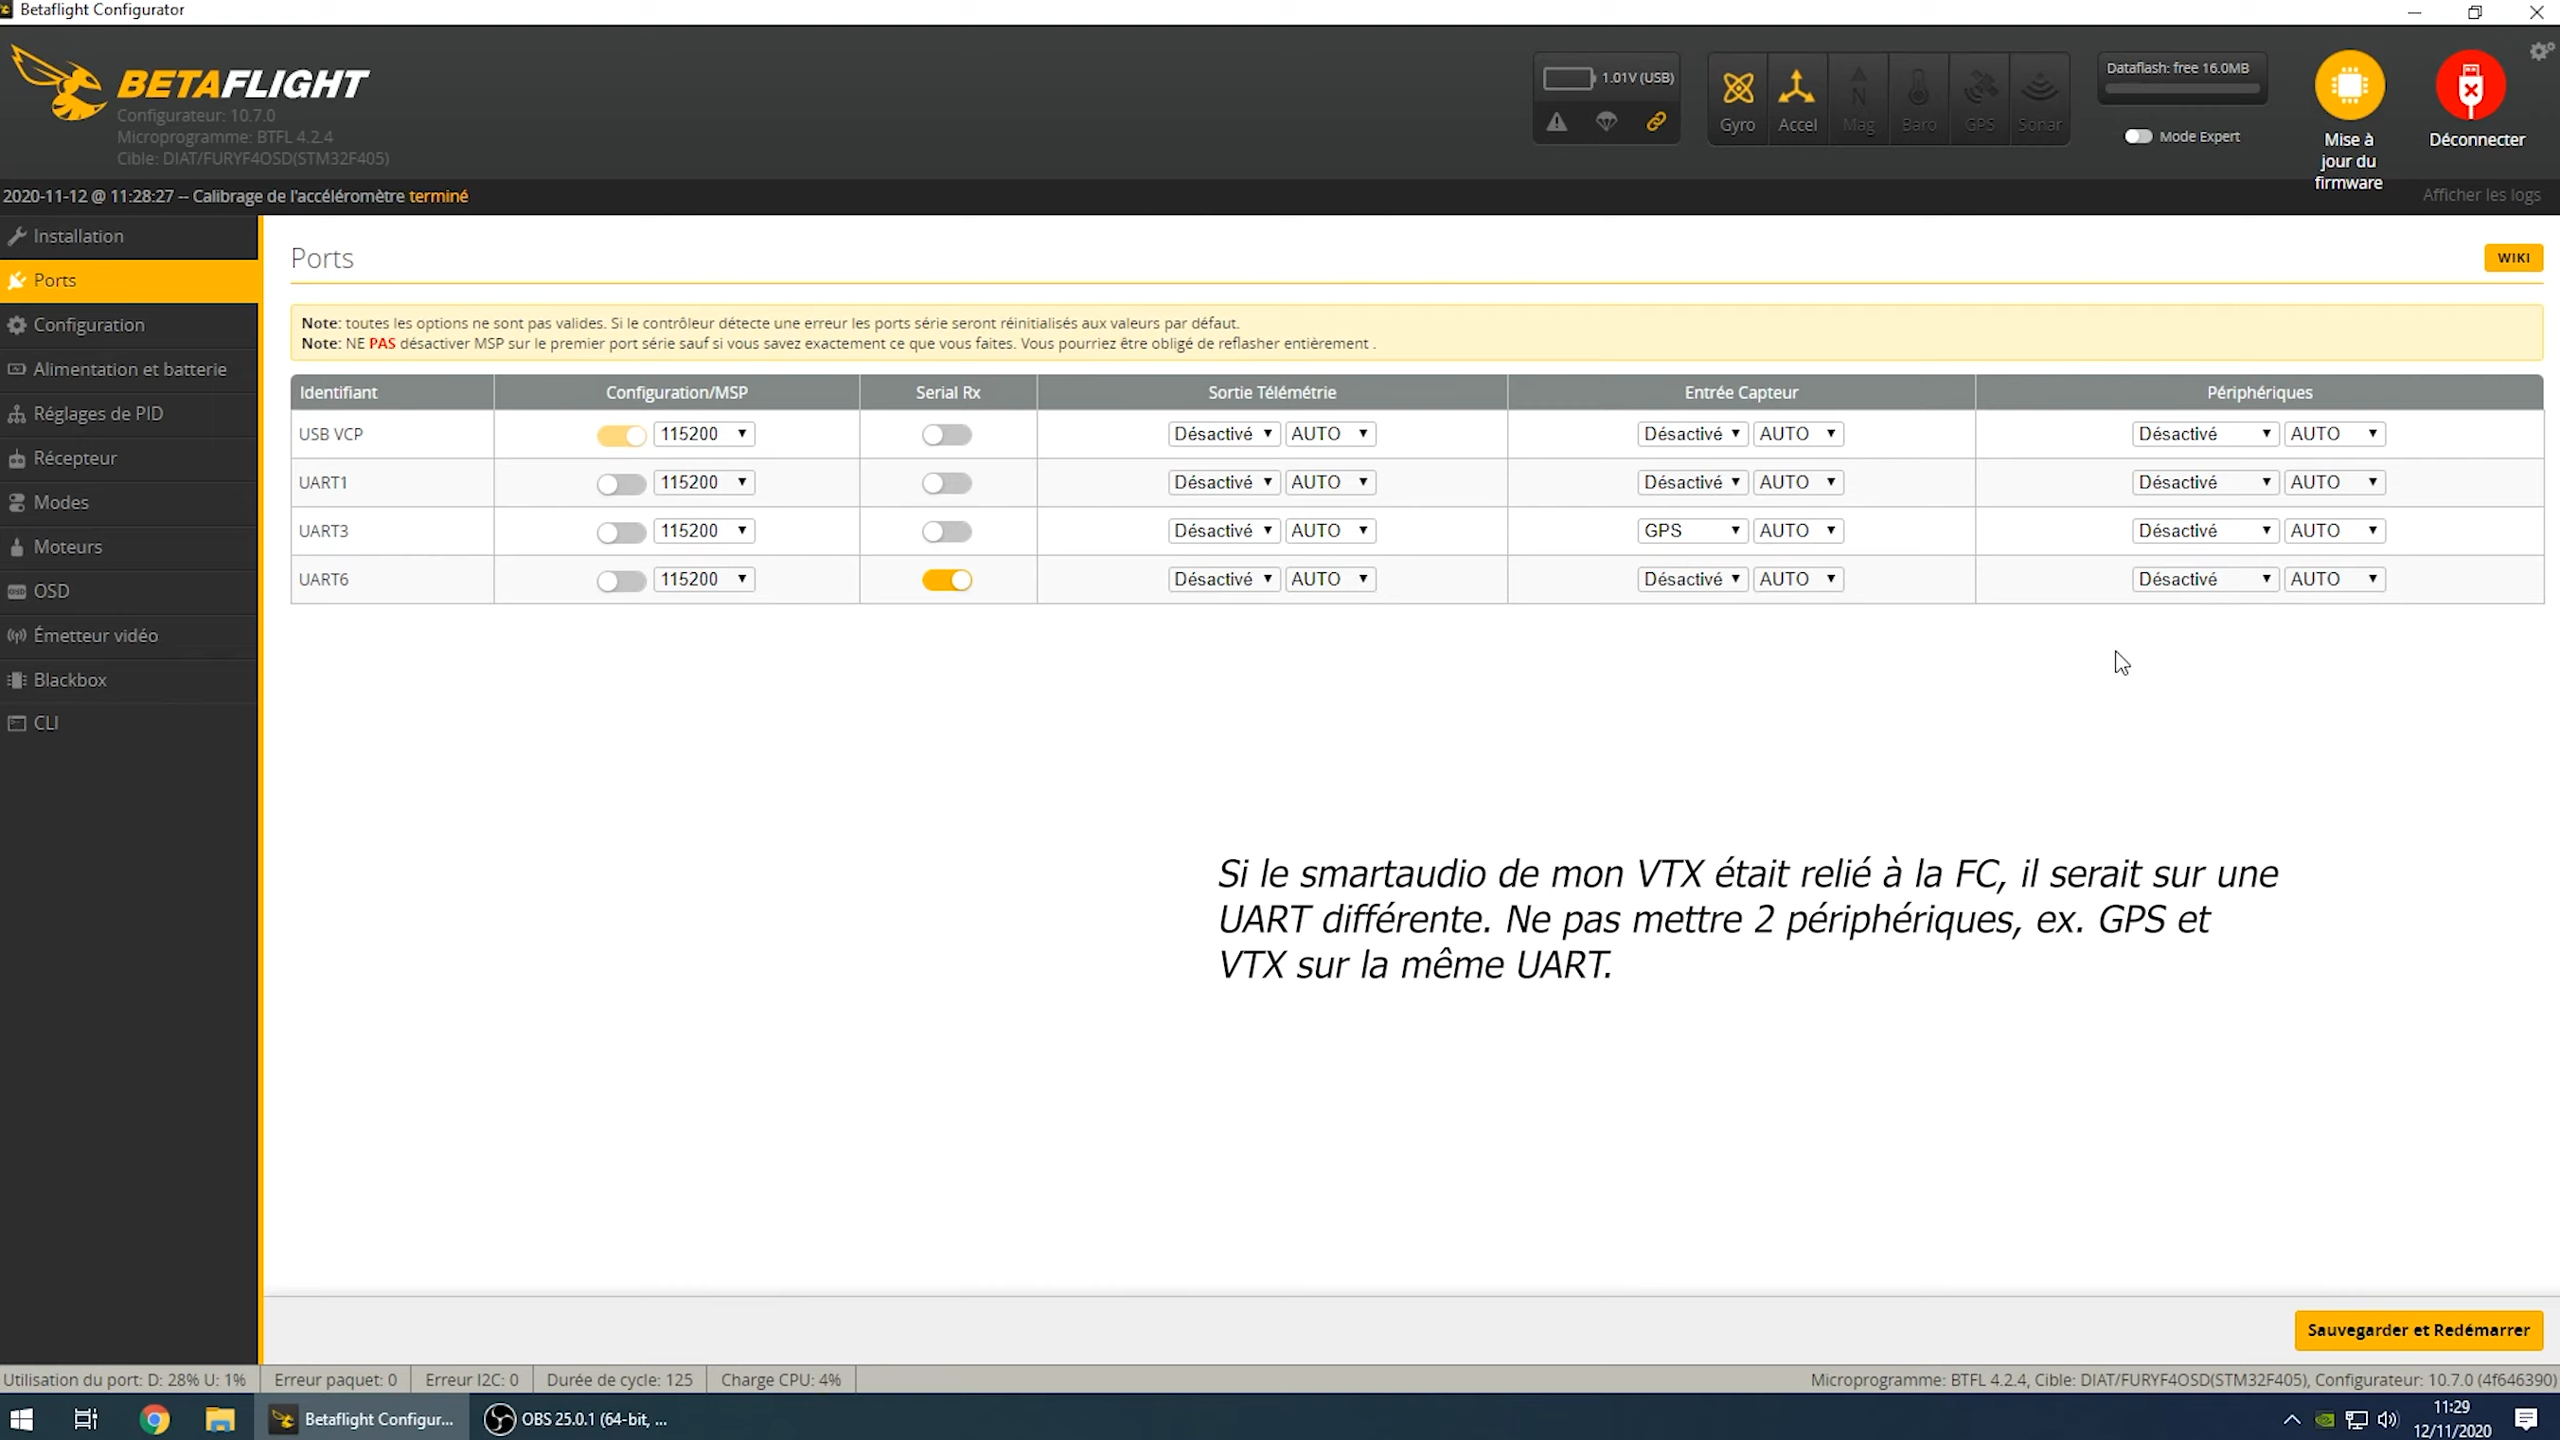 Betaflight Configurator
BETAFLIGHT
Configurateur: 10.7.0
Microprogramme: BTFL 4.2.4
Cible: DIAT/FURYF4OSD(STM32F405)
1.01V (USB)
Gyro Accel Mag Baro GPS Sonar
Dataflash: free 16.0MB
Mode Expert
Mise à
jour du
firmware
Déconnecter
2020-11-12 @ 11:28:27 -- Calibrage de l'accéléromètre terminé
Afficher les logs
Installation
Ports
Configuration
Alimentation et batterie
Réglages de PID
Récepteur
Modes
Moteurs
OSD
Émetteur vidéo
Blackbox
CLI
Ports
WIKI
Note: toutes les options ne sont pas valides. Si le contrôleur détecte une erreur les ports série seront réinitialisés aux valeurs par défaut.
Note: NE PAS désactiver MSP sur le premier port série sauf si vous savez exactement ce que vous faites. Vous pourriez être obligé de reflasher entièrement .
Identifiant Configuration/MSP Serial Rx Sortie Télémétrie Entrée Capteur Périphériques
USB VCP 115200 Désactivé AUTO Désactivé AUTO Désactivé AUTO
UART1 115200 Désactivé AUTO Désactivé AUTO Désactivé AUTO
UART3 115200 Désactivé AUTO GPS AUTO Désactivé AUTO
UART6 115200 Désactivé AUTO Désactivé AUTO Désactivé AUTO
Si le smartaudio de mon VTX était relié à la FC, il serait sur une
UART différente. Ne pas mettre 2 périphériques, ex. GPS et
VTX sur la même UART.
Sauvegarder et Redémarrer
Utilisation du port: D: 28% U: 1% Erreur paquet: 0 Erreur I2C: 0 Durée de cycle: 125 Charge CPU: 4% Microprogramme: BTFL 4.2.4, Cible: DIAT/FURYF4OSD(STM32F405), Configurateur: 10.7.0 (4f646390)
Betaflight Configur... OBS 25.0.1 (64-bit, ...
11:29
12/11/2020